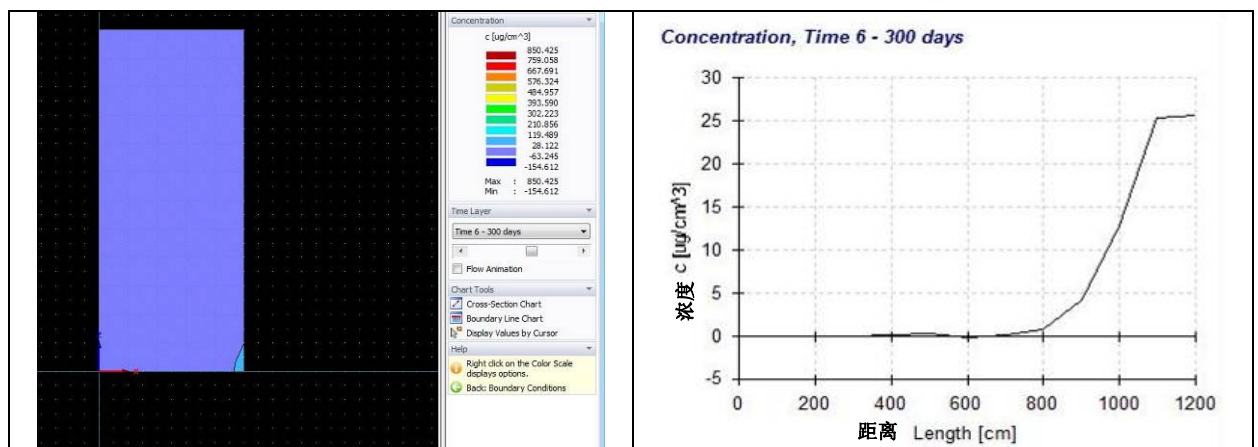 Concentration
c [ug/cm^3]
850.425
759.058
667.691
576.324
484.957
393.590
302.223
210.856
119.489
28.122
-63.245
-154.612
Max : 850.425
Min : -154.612
Time Layer
Time 6 - 300 days
Flow Animation
Chart Tools
Cross-Section Chart
Boundary Line Chart
Display Values by Cursor
Help
Right click on the Color Scale
displays options.
Back: Boundary Conditions
Concentration, Time 6 - 300 days
浓度 c [ug/cm^3]
30
25
20
15
10
5
0
-5
0 200 400 600 800 1000 1200
距离 Length [cm]